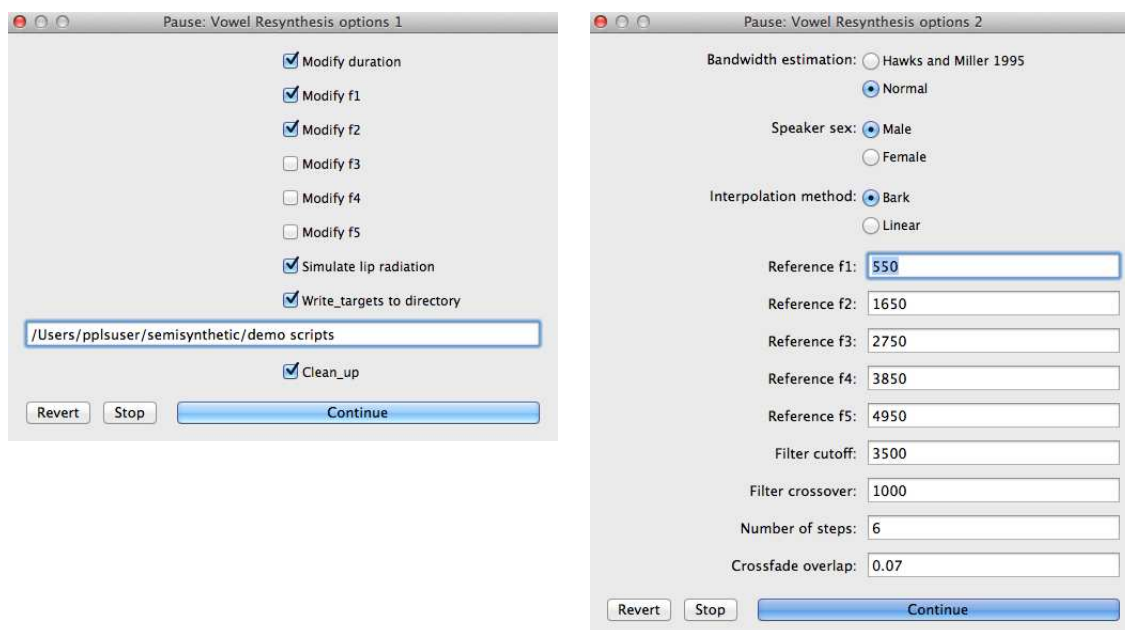 Pause: Vowel Resynthesis options 1
Modify duration
Modify f1
Modify f2
Modify f3
Modify f4
Modify f5
Simulate lip radiation
Write_targets to directory
/Users/pplsuser/semisynthetic/demo scripts
Clean_up
Revert Stop Continue
Pause: Vowel Resynthesis options 2
Bandwidth estimation: Hawks and Miller 1995
Normal
Speaker sex: Male
Female
Interpolation method: Bark
Linear
Reference f1: 550
Reference f2: 1650
Reference f3: 2750
Reference f4: 3850
Reference f5: 4950
Filter cutoff: 3500
Filter crossover: 1000
Number of steps: 6
Crossfade overlap: 0.07
Revert Stop Continue